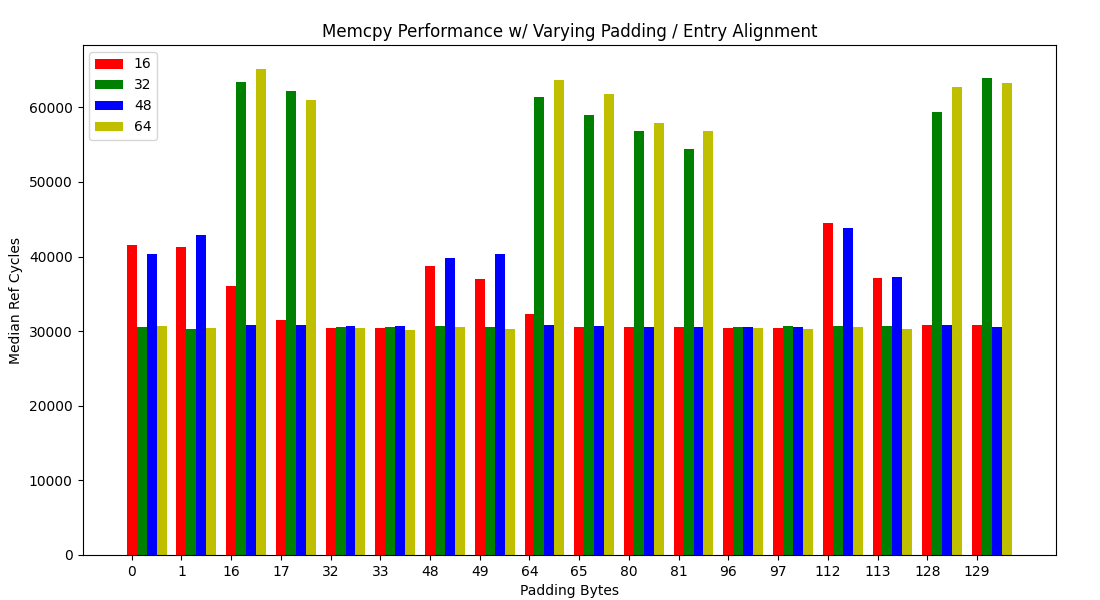 Memcpy Performance w/ Varying Padding / Entry Alignment
16
32
48
64
Median Ref Cycles
60000
50000
40000
30000
20000
10000
0
0 1 16 17 32 33 48 49 64 65 80 81 96 97 112 113 128 129
Padding Bytes